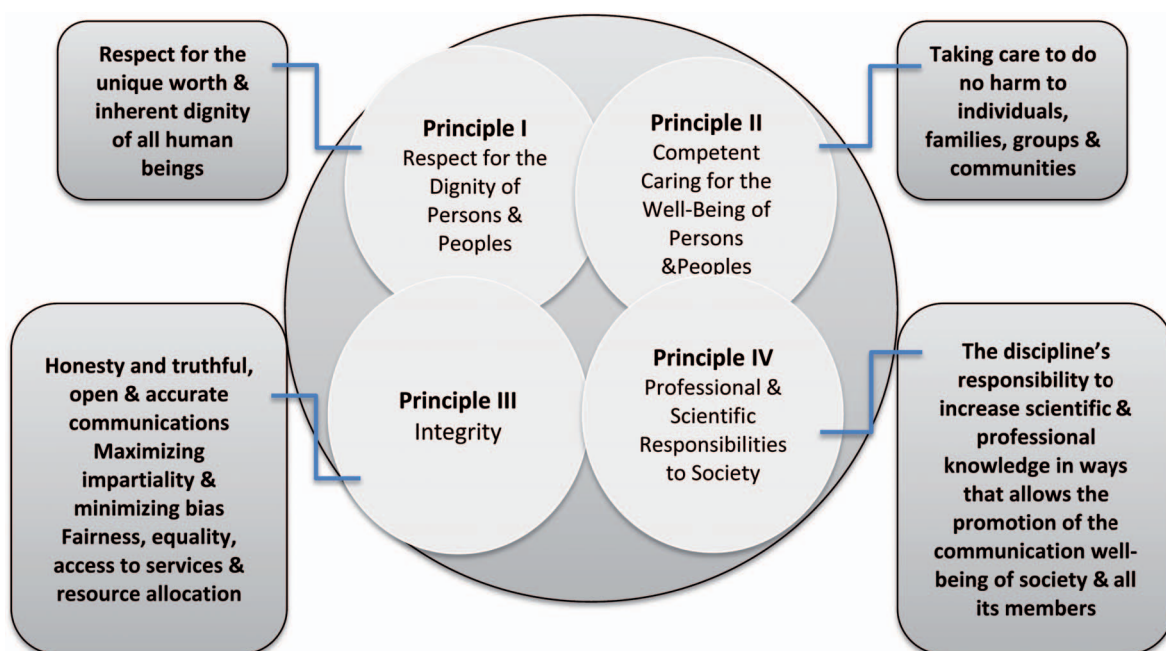 Respect for the
unique worth &
inherent dignity
of all human
beings
Principle I
Respect for the
Dignity of
Persons &
Peoples
Principle II
Competent
Caring for the
Well-Being of
Persons
&Peoples
Taking care to do
no harm to
individuals,
families, groups &
communities
Honesty and truthful,
open & accurate
communications
Maximizing
impartiality &
minimizing bias
Fairness, equality,
access to services &
resource allocation
Principle III
Integrity
Principle IV
Professional &
Scientific
Responsibilities
to Society
The discipline’s
responsibility to
increase scientific &
professional
knowledge in ways
that allows the
promotion of the
communication well-
being of society & all
its members